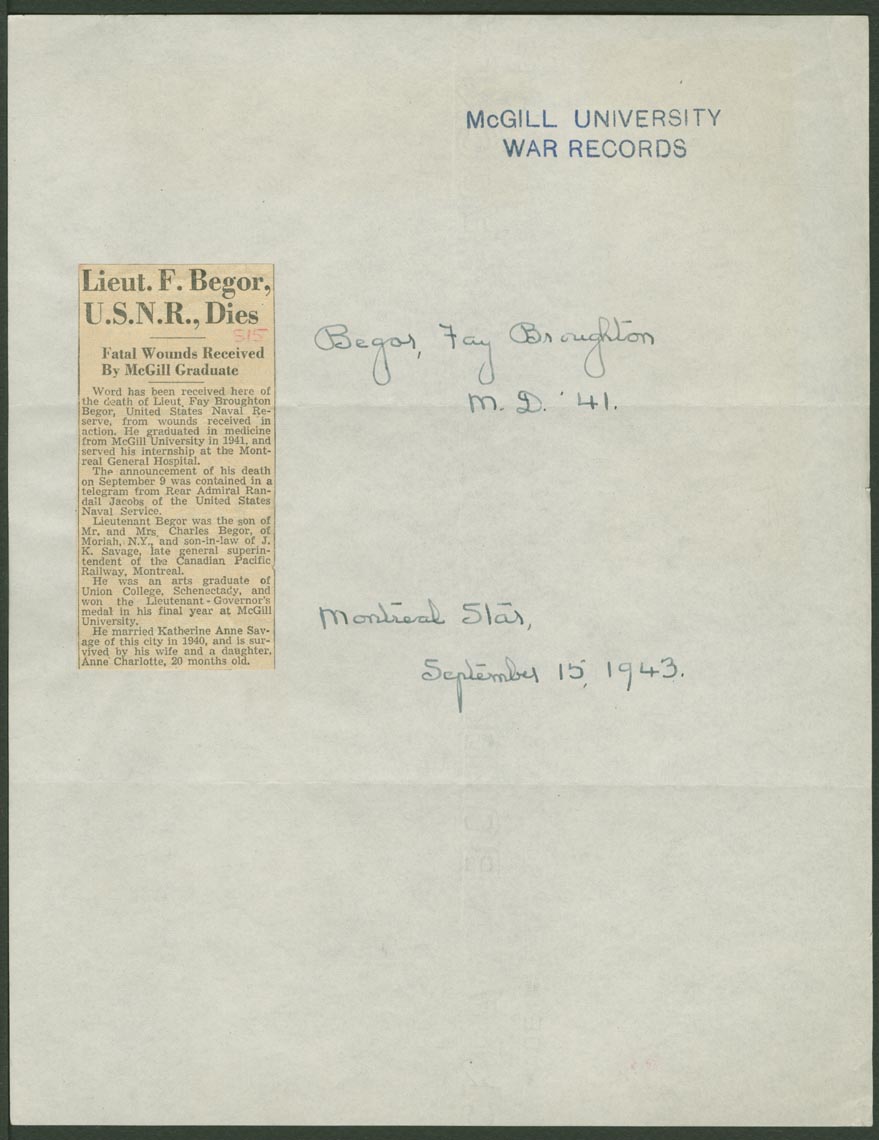 McGILL UNIVERSITY
WAR RECORDS
Lieut. F. Begor,
U.S.N.R., Dies
S15
Fatal Wounds Received
By McGill Graduate
Word has been received here of
the death of Lieut. Fay Broughton
Begor, United States Naval Re-
serve, from wounds received in
action. He graduated in medicine
from McGill University in 1941, and
served his internship at the Mont-
real General Hospital.
The announcement of his death
on September 9 was contained in a
telegram from Rear Admiral Ran-
dall Jacobs of the United States
Naval Service.
Lieutenant Begor was the son of
Mr. and Mrs. Charles Begor, of
Moriah, N.Y., and son-in-law of J.
K. Savage, late general superin-
tendent of the Canadian Pacific
Railway, Montreal.
He was an arts graduate of
Union College, Schenectady, and
won the Lieutenant-Governor's
medal in his final year at McGill
University.
He married Katherine Anne Sav-
age of this city in 1940, and is sur-
vived by his wife and a daughter,
Anne Charlotte, 20 months old.
Begor, Fay Broughton
M. D. '41.
Montreal Star,
September 15, 1943.